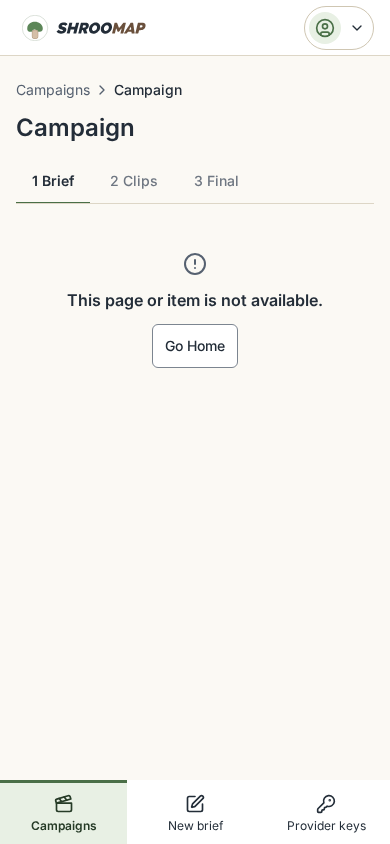 SHROOMAP
Campaigns > Campaign
Campaign
1 Brief 2 Clips 3 Final
This page or item is not available.
Go Home
Campaigns New brief Provider keys